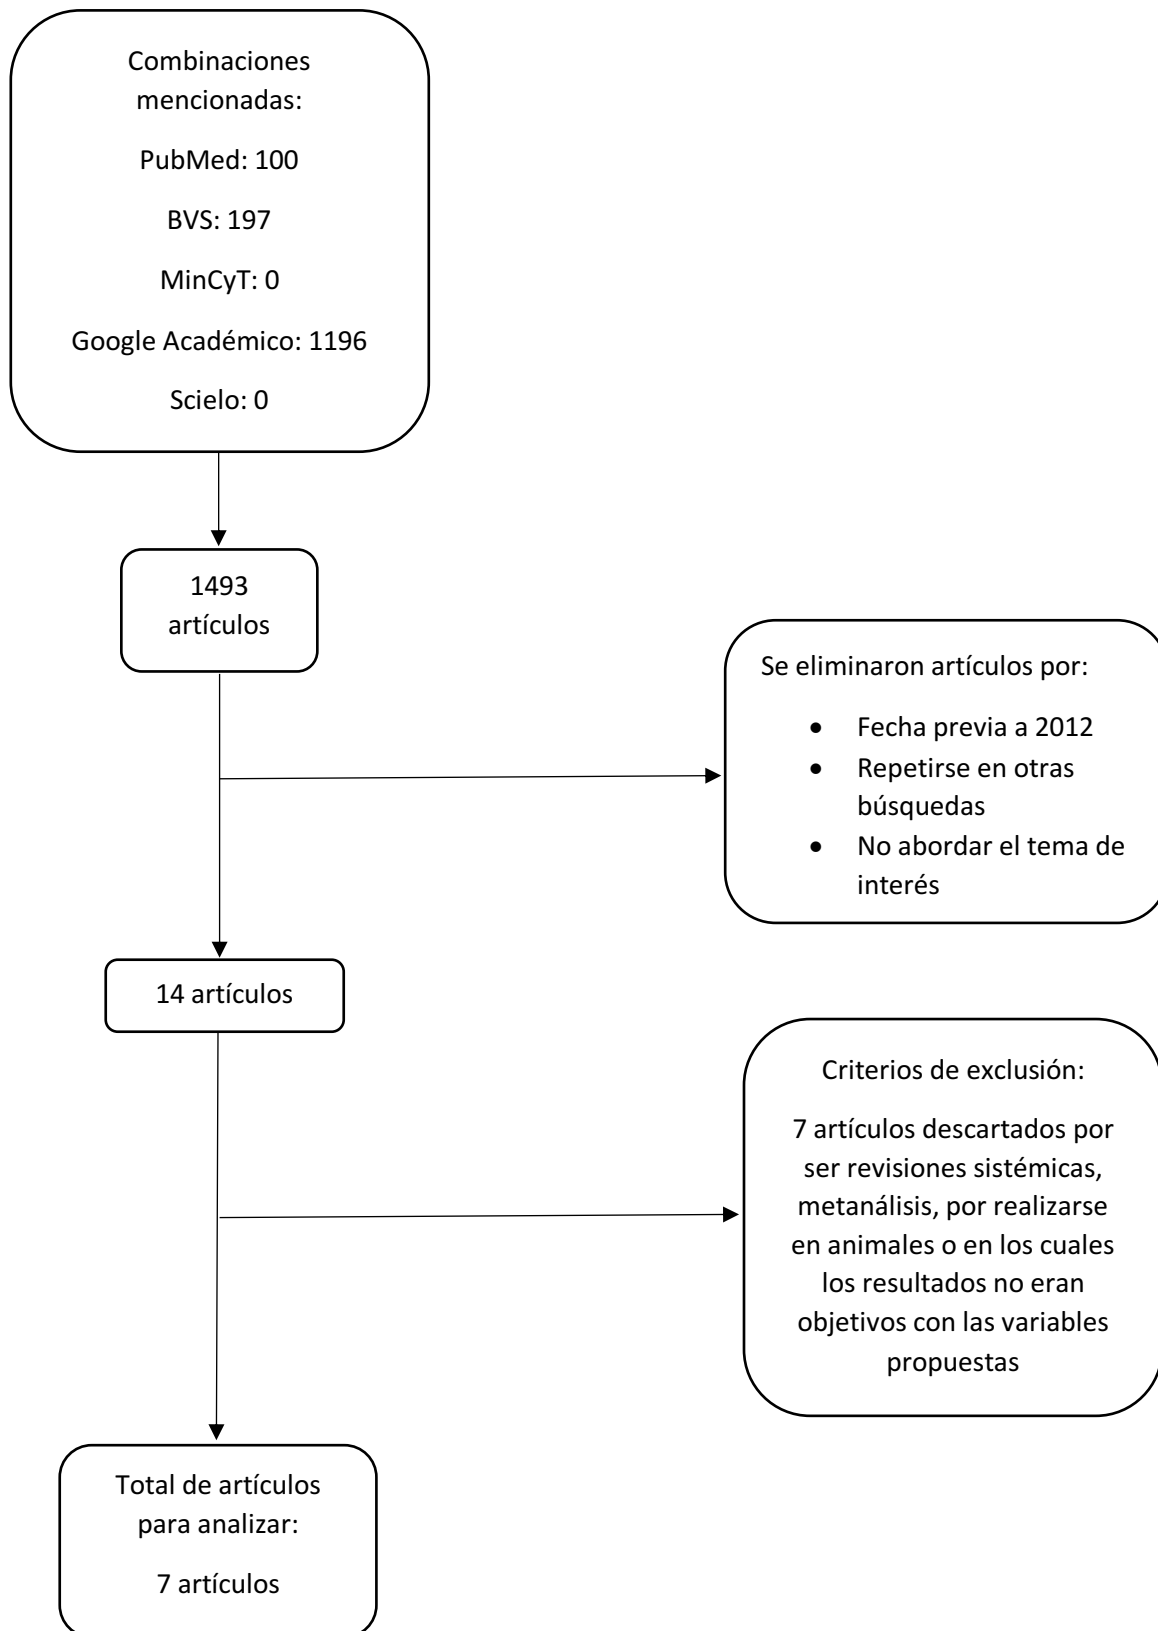 Combinaciones
mencionadas:
PubMed: 100
BVS: 197
MinCyT: 0
Google Académico: 1196
Scielo: 0
1493
artículos
Se eliminaron artículos por:
• Fecha previa a 2012
• Repetirse en otras
búsquedas
• No abordar el tema de
interés
14 artículos
Criterios de exclusión:
7 artículos descartados por
ser revisiones sistémicas,
metanálisis, por realizarse
en animales o en los cuales
los resultados no eran
objetivos con las variables
propuestas
Total de artículos
para analizar:
7 artículos